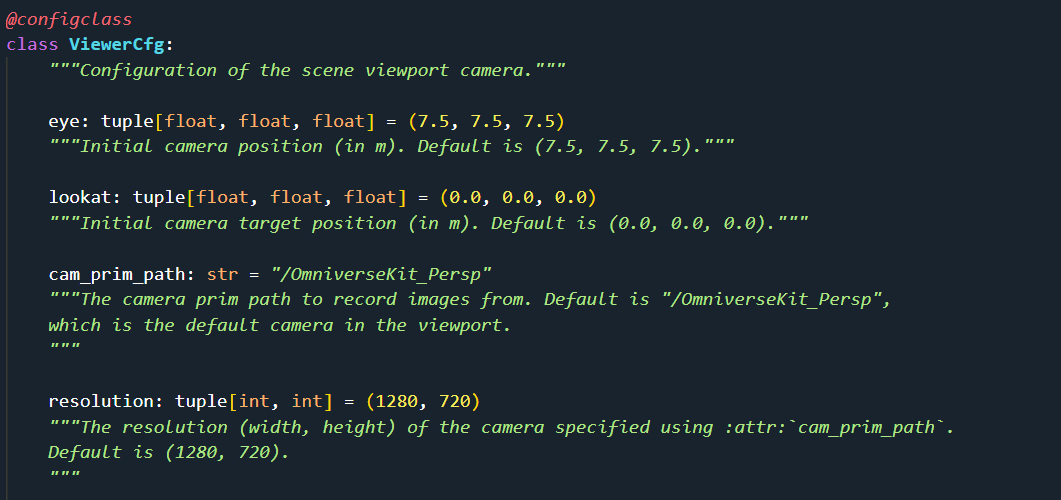 @configclass
class ViewerCfg:
    """Configuration of the scene viewport camera."""
    eye: tuple[float, float, float] = (7.5, 7.5, 7.5)
    """Initial camera position (in m). Default is (7.5, 7.5, 7.5)."""
    lookat: tuple[float, float, float] = (0.0, 0.0, 0.0)
    """Initial camera target position (in m). Default is (0.0, 0.0, 0.0)."""
    cam_prim_path: str = "/OmniverseKit_Persp"
    """The camera prim path to record images from. Default is "/OmniverseKit_Persp",
    which is the default camera in the viewport.
    """
    resolution: tuple[int, int] = (1280, 720)
    """The resolution (width, height) of the camera specified using :attr:`cam_prim_path`.
    Default is (1280, 720).
    """